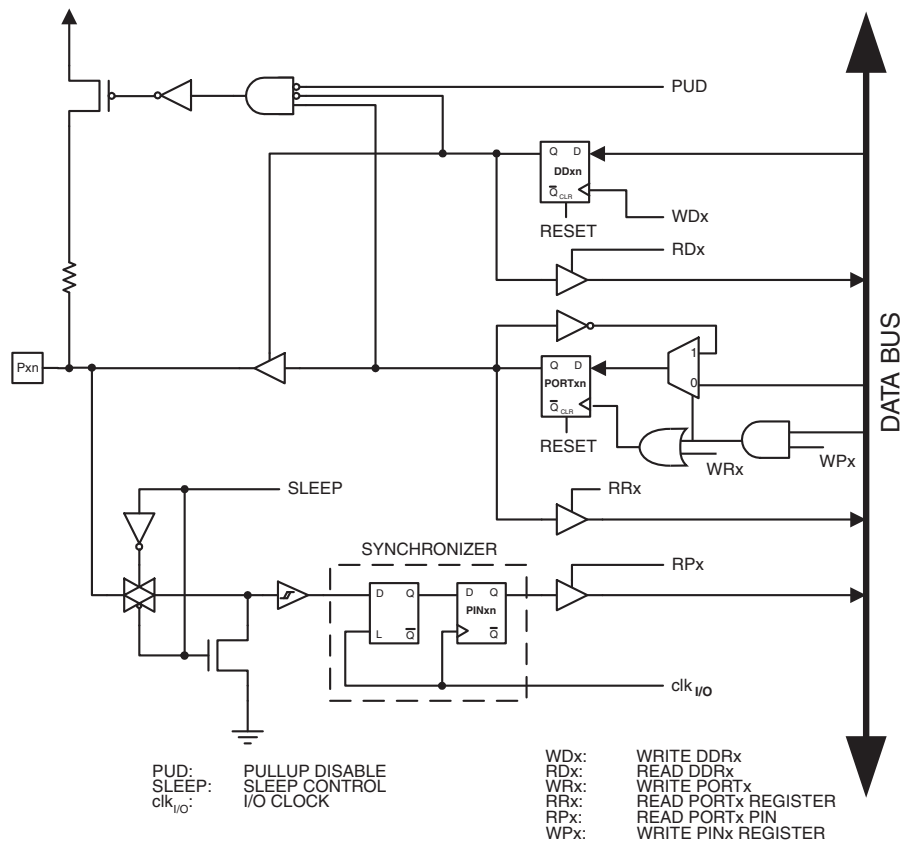 PUD
Q D
DDxn
Q CLR
WDx
RESET
RDx
DATA BUS
1
Pxn
Q D
PORTxn
0
Q CLR
RESET
WRx
WPx
SLEEP
RRx
SYNCHRONIZER
RPx
D Q
D Q
PINxn
L Q
Q
clk I/O
PUD: PULLUP DISABLE
SLEEP: SLEEP CONTROL
clkI/O: I/O CLOCK
WDx: WRITE DDRx
RDx: READ DDRx
WRx: WRITE PORTx
RRx: READ PORTx REGISTER
RPx: READ PORTx PIN
WPx: WRITE PINx REGISTER